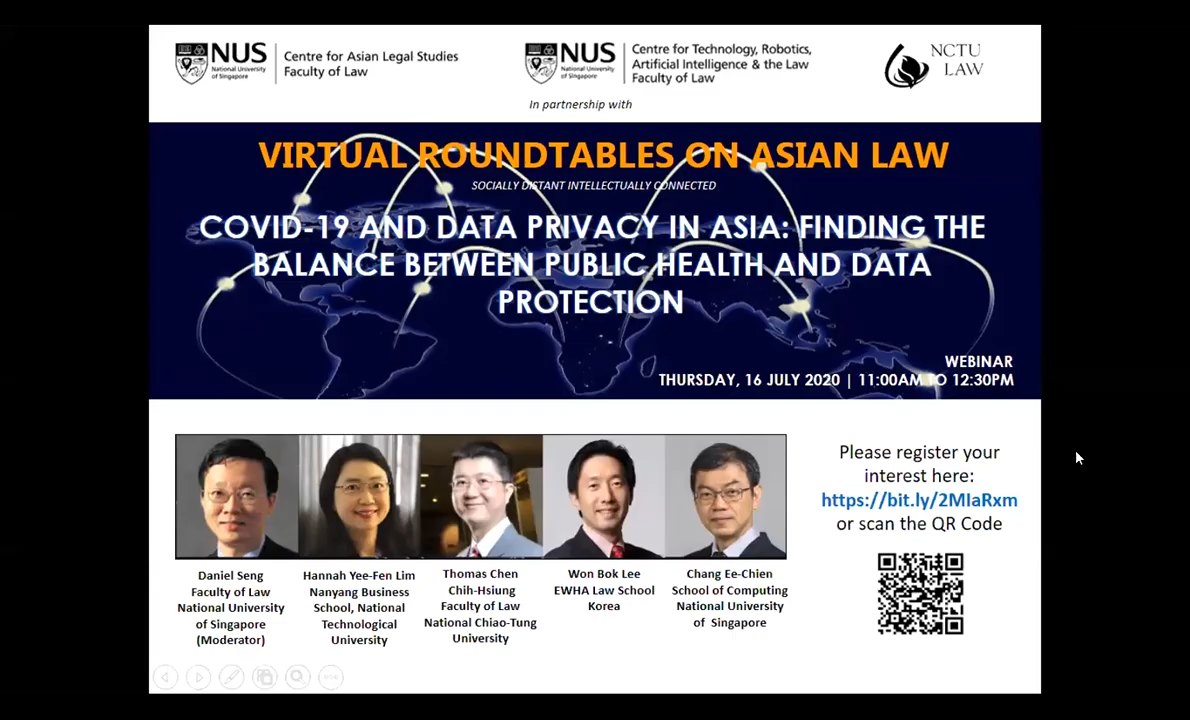 NUS
National University
of Singapore
Centre for Asian Legal Studies
Faculty of Law
NUS
National University
of Singapore
Centre for Technology, Robotics,
Artificial Intelligence & the Law
Faculty of Law
NCTU
LAW
In partnership with
VIRTUAL ROUNDTABLES ON ASIAN LAW
SOCIALLY DISTANT INTELLECTUALLY CONNECTED
COVID-19 AND DATA PRIVACY IN ASIA: FINDING THE
BALANCE BETWEEN PUBLIC HEALTH AND DATA
PROTECTION
WEBINAR
THURSDAY, 16 JULY 2020 | 11:00AM TO 12:30PM
Daniel Seng
Faculty of Law
National University
of Singapore
(Moderator)
Hannah Yee-Fen Lim
Nanyang Business
School, National
Technological
University
Thomas Chen
Chih-Hsiung
Faculty of Law
National Chiao-Tung
University
Won Bok Lee
EWHA Law School
Korea
Chang Ee-Chien
School of Computing
National University
of Singapore
Please register your
interest here:
https://bit.ly/2MIaRxm
or scan the QR Code